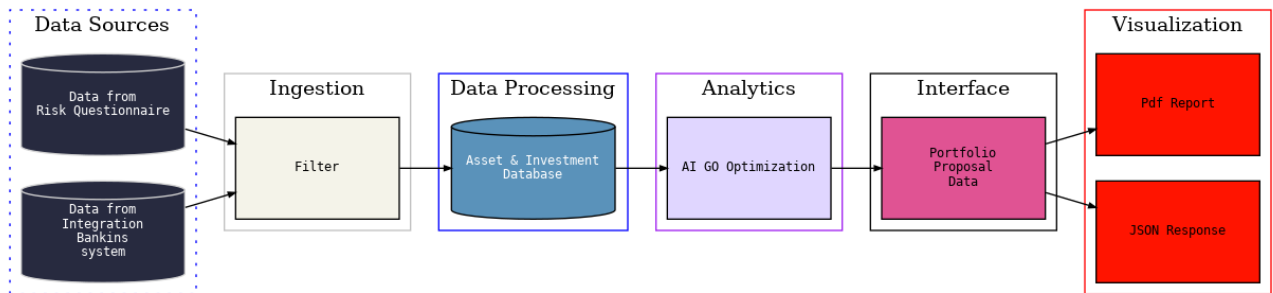 Data Sources
Data from
Risk Questionnaire
Data from
Integration
Bankins
system
Ingestion
Filter
Data Processing
Asset & Investment
Database
Analytics
AI GO Optimization
Interface
Portfolio
Proposal
Data
Visualization
Pdf Report
JSON Response